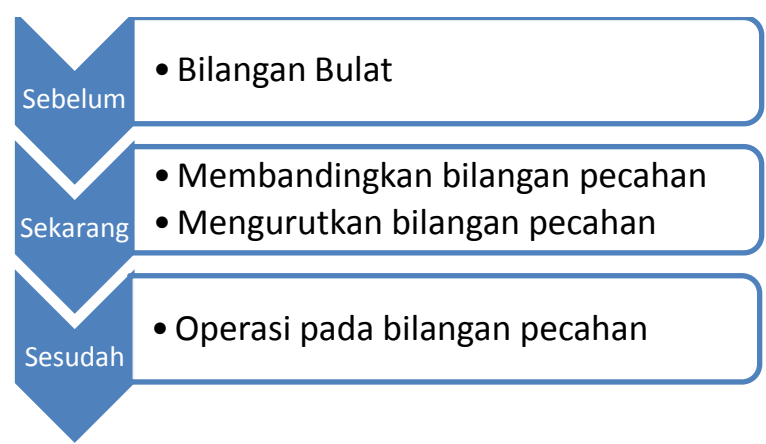 Sebelum
• Bilangan Bulat
Sekarang
• Membandingkan bilangan pecahan
• Mengurutkan bilangan pecahan
Sesudah
• Operasi pada bilangan pecahan